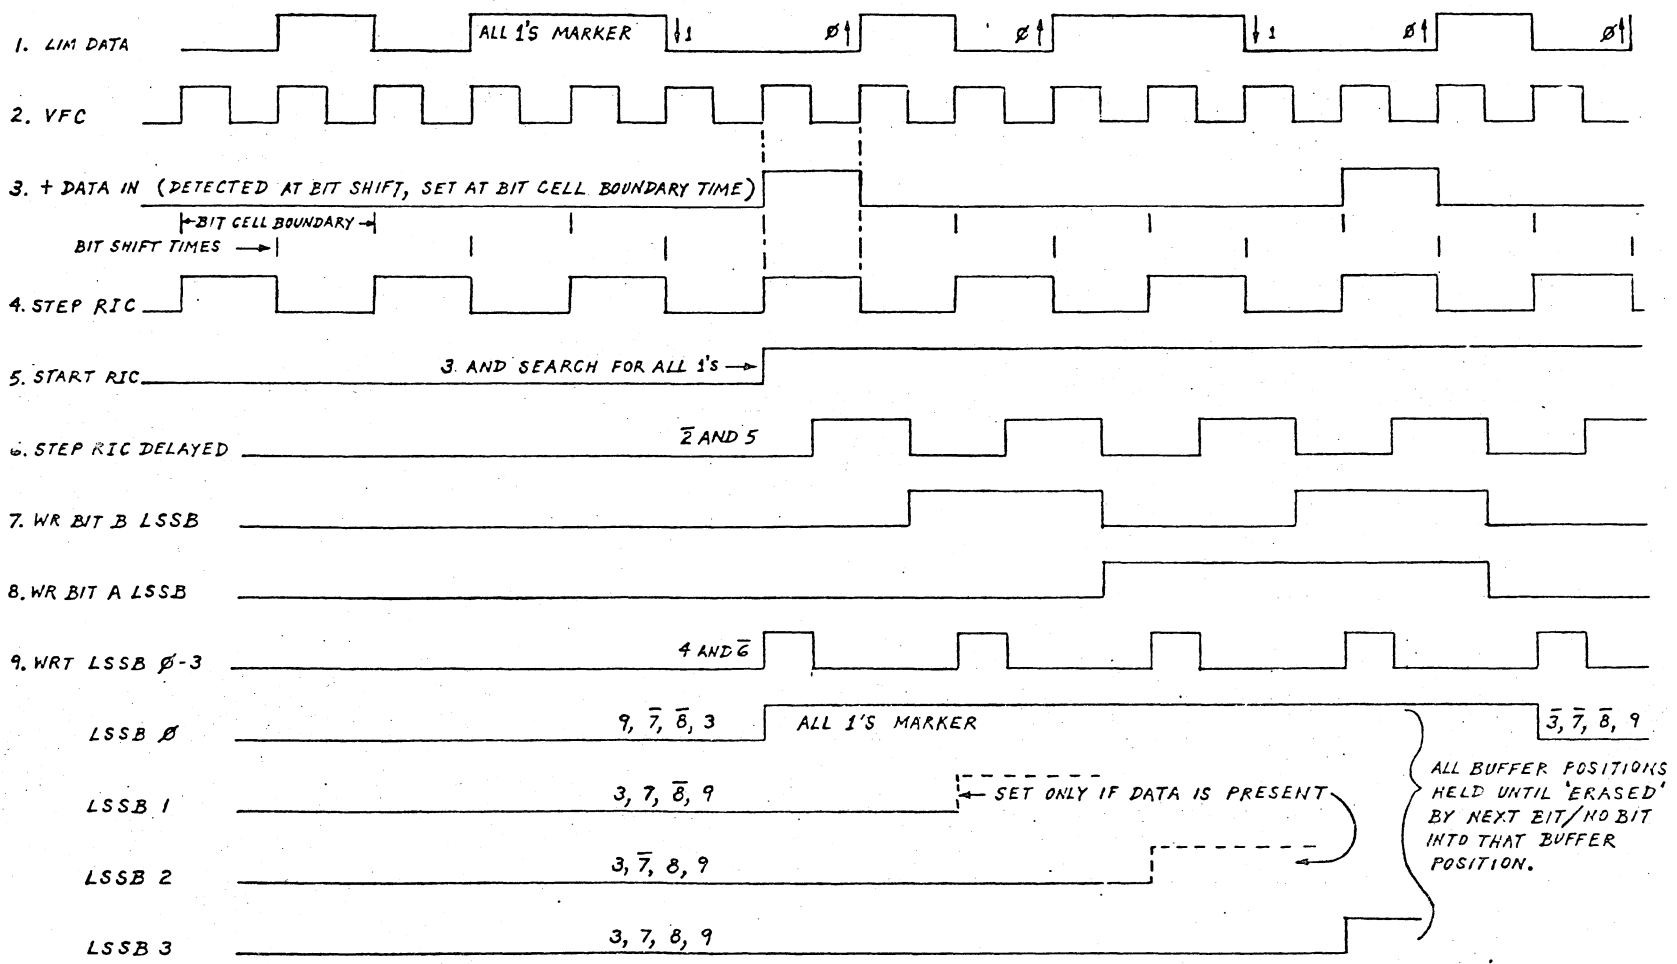 1. LIM DATA ALL 1'S MARKER ↓1 Ø↑ Ø↑ ↓1 Ø↑ Ø↑
2. VFC
3. + DATA IN (DETECTED AT BIT SHIFT, SET AT BIT CELL BOUNDARY TIME)
←BIT CELL BOUNDARY→
BIT SHIFT TIMES →
4. STEP RIC
3 AND SEARCH FOR ALL 1'S →
5. START RIC
2̅ AND 5
6. STEP RIC DELAYED
7. WR BIT B LSSB
8. WR BIT A LSSB
4 AND 6̅
9. WRT LSSB Ø-3
LSSB Ø 9, 7̅, 8̅, 3 ALL 1'S MARKER 3̅, 7̅, 8̅, 9
LSSB 1 3, 7, 8̅, 9 ← SET ONLY IF DATA IS PRESENT
LSSB 2 3, 7̅, 8, 9
LSSB 3 3, 7, 8, 9
ALL BUFFER POSITIONS
HELD UNTIL 'ERASED'
BY NEXT BIT/NO BIT
INTO THAT BUFFER
POSITION.